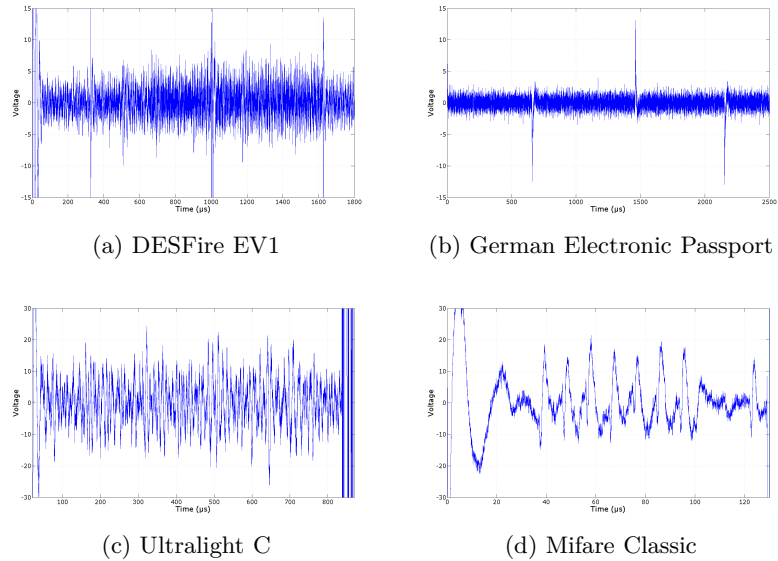 15
10
5
0
-5
-10
-15
Voltage
0 200 400 600 800 1000 1200 1400 1600 1800
Time (µs)
(a) DESFire EV1
15
10
5
0
-5
-10
-15
Voltage
0 500 1000 1500 2000 2500
Time (µs)
(b) German Electronic Passport
30
20
10
0
-10
-20
-30
Voltage
100 200 300 400 500 600 700 800
Time (µs)
(c) Ultralight C
30
20
10
0
-10
-20
-30
Voltage
0 20 40 60 80 100 120
Time (µs)
(d) Mifare Classic